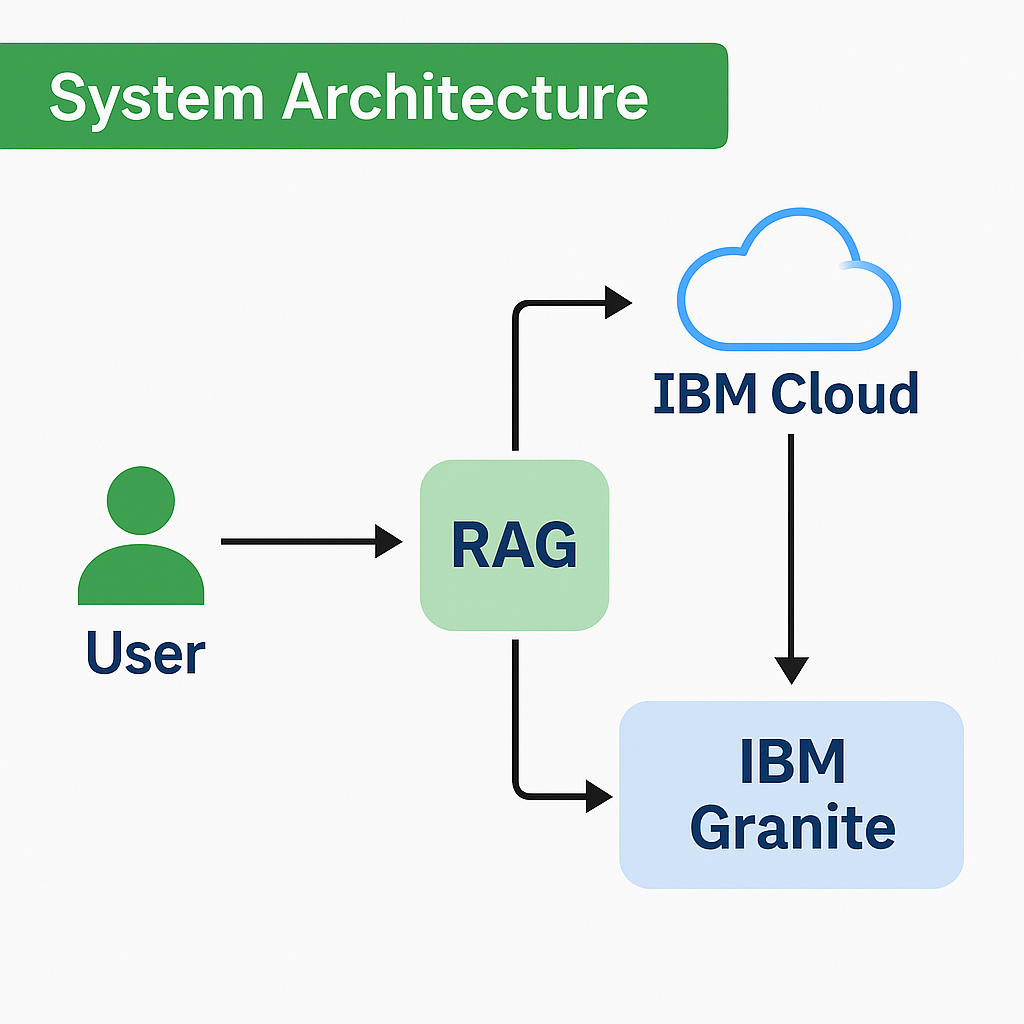 System Architecture
IBM Cloud
RAG
User
IBM
Granite